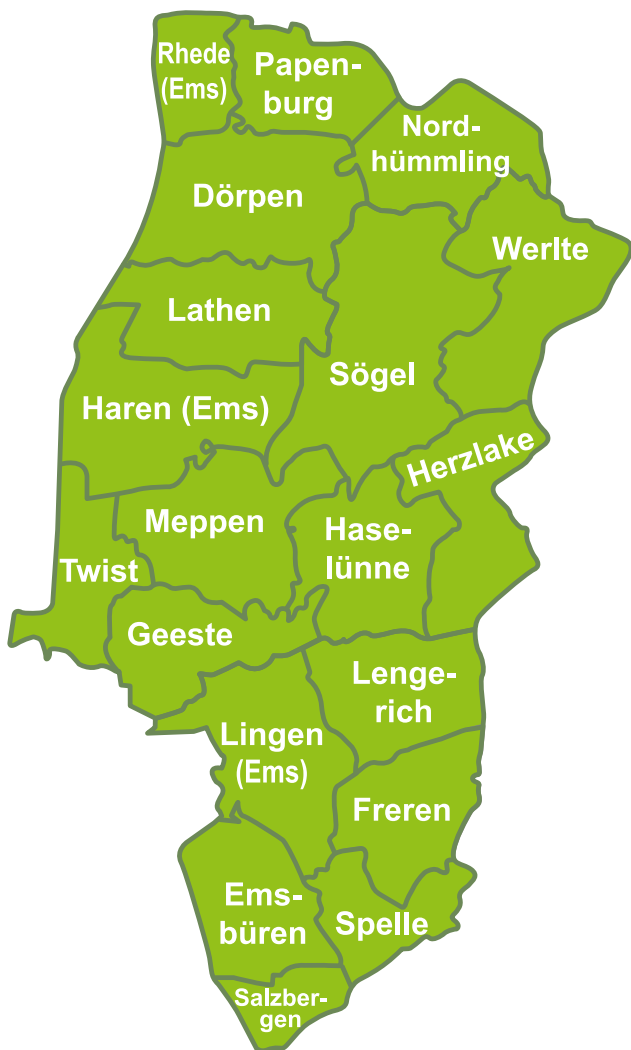 Rhede
(Ems)
Papen-
burg
Nord-
hümmling
Dörpen
Werlte
Lathen
Sögel
Haren (Ems)
Herzlake
Meppen
Hase-
lünne
Twist
Geeste
Lenge-
rich
Lingen
(Ems)
Freren
Ems-
büren
Spelle
Salzber-
gen